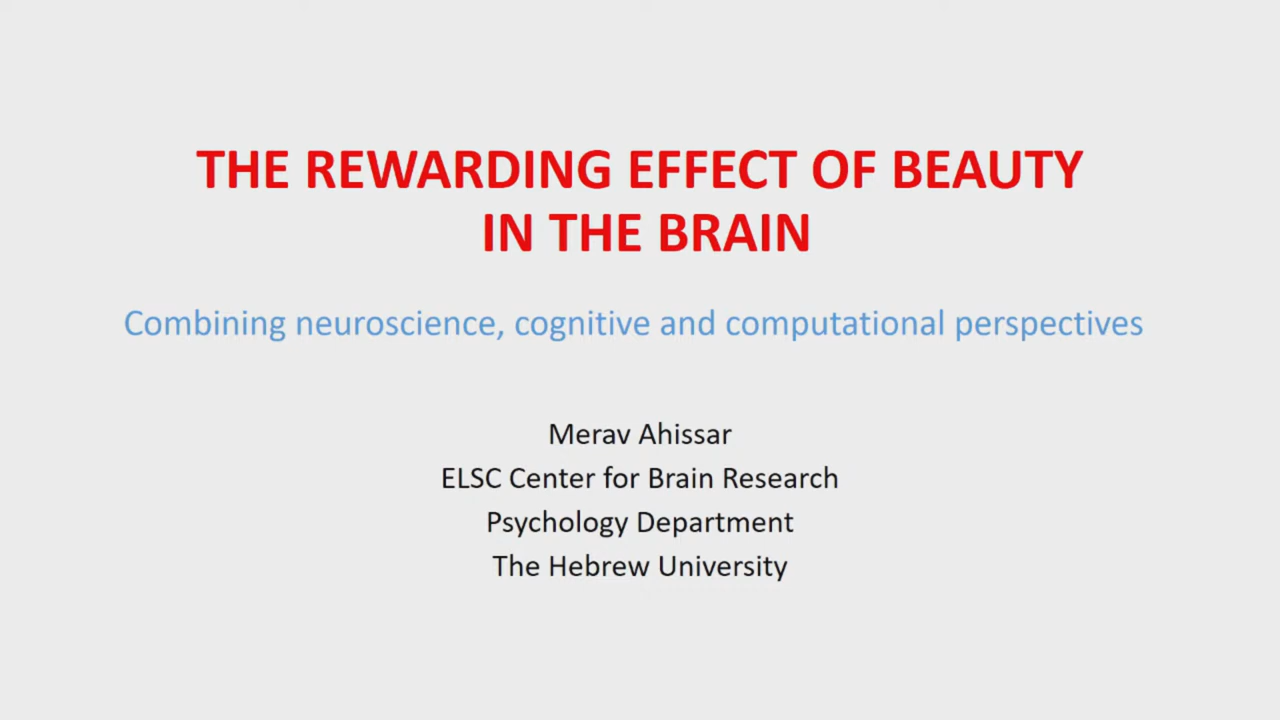 THE REWARDING EFFECT OF BEAUTY
IN THE BRAIN
Combining neuroscience, cognitive and computational perspectives
Merav Ahissar
ELSC Center for Brain Research
Psychology Department
The Hebrew University